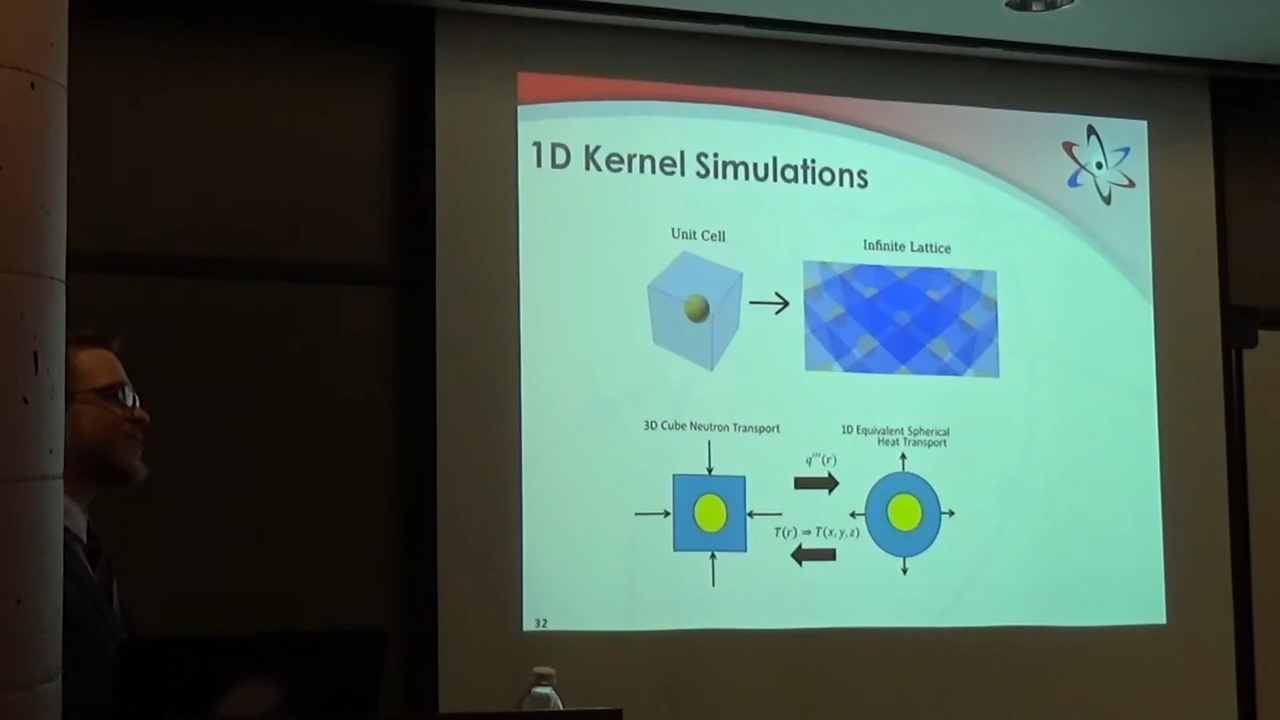 1D Kernel Simulations
Unit Cell
Infinite Lattice
3D Cube Neutron Transport
1D Equivalent Spherical
Heat Transport
q'''(r)
T(r) ⇒ T(x, y, z)
32